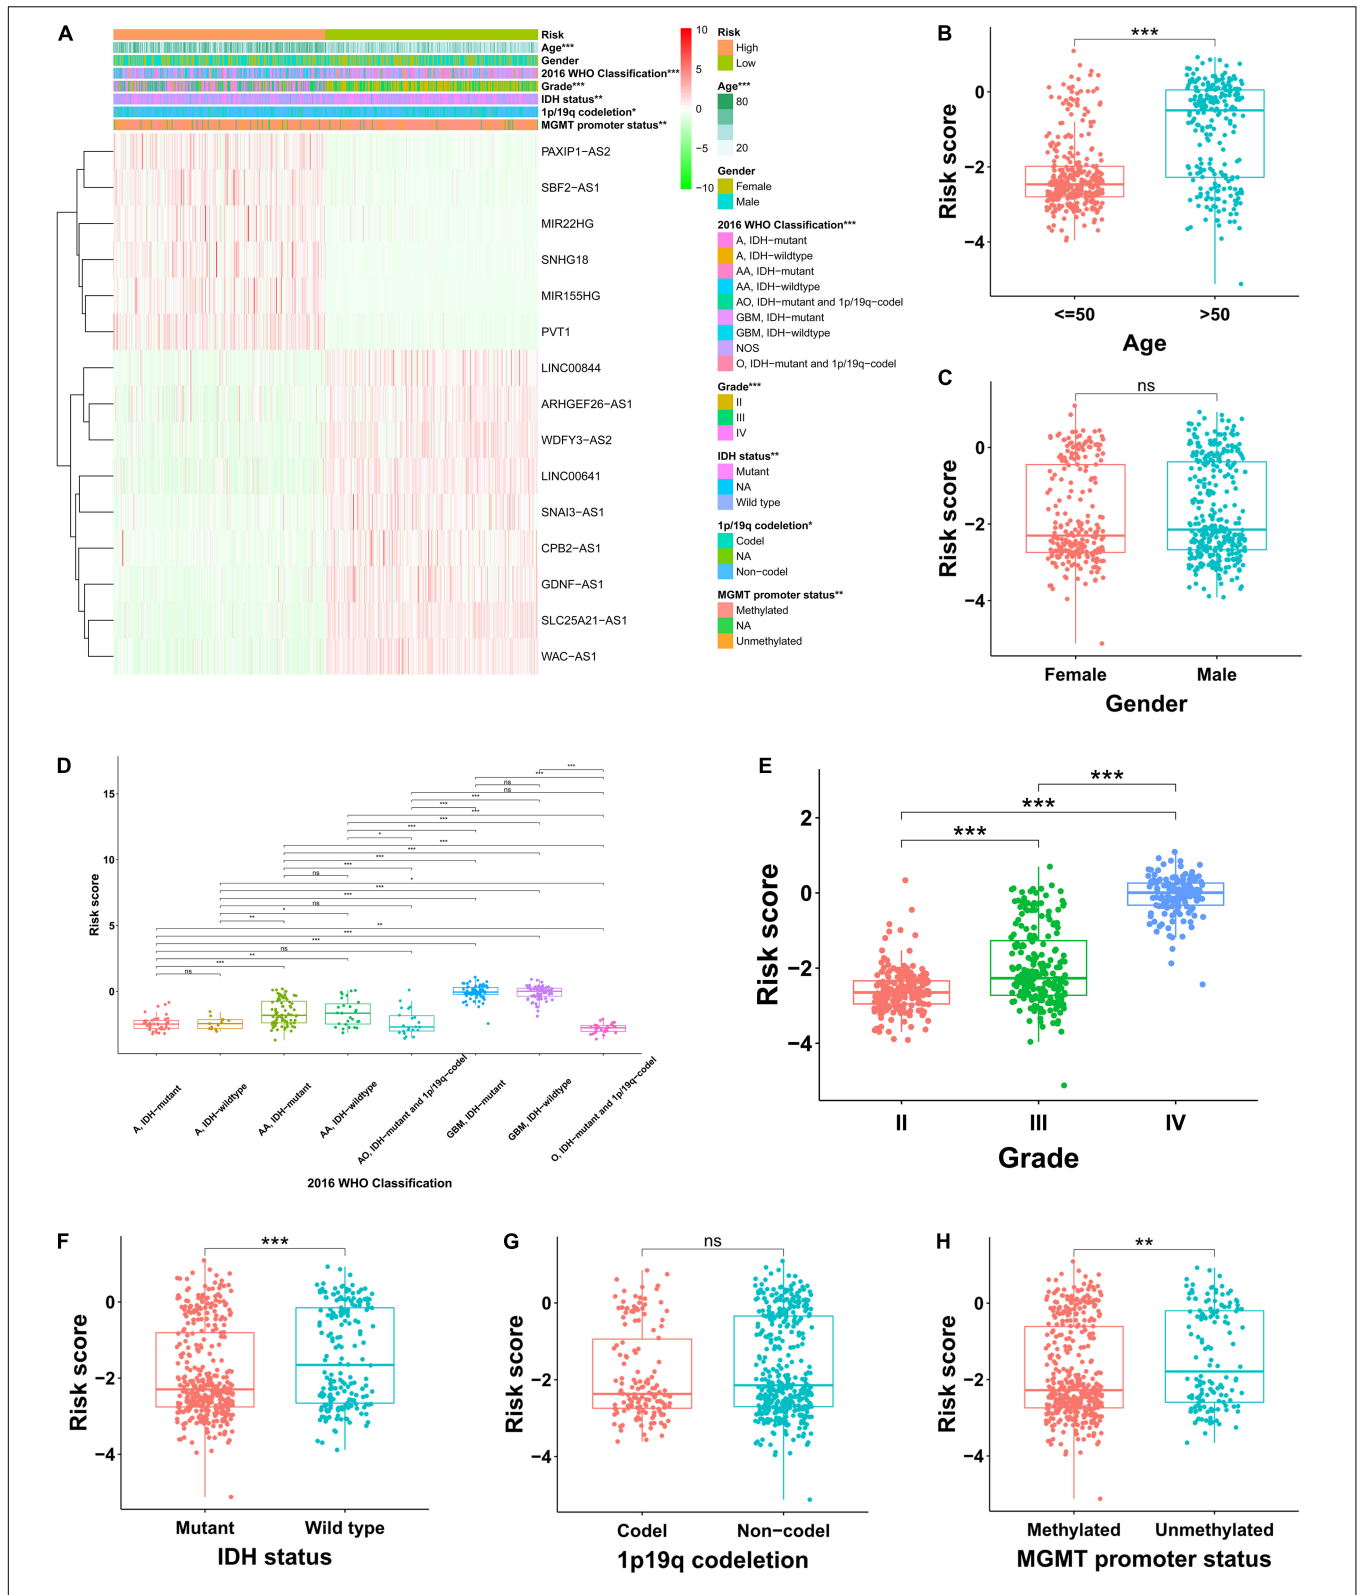 A
Risk
Age***
Gender
2016 WHO Classification***
Grade***
IDH status**
1p/19q codeletion*
MGMT promoter status**
PAXIP1−AS2
SBF2−AS1
MIR22HG
SNHG18
MIR155HG
PVT1
LINC00844
ARHGEF26−AS1
WDFY3−AS2
LINC00641
SNAI3−AS1
CPB2−AS1
GDNF−AS1
SLC25A21−AS1
WAC−AS1
10
5
0
−5
−10
Risk
High
Low
Age***
80
20
Gender
Female
Male
2016 WHO Classification***
A, IDH−mutant
A, IDH−wildtype
AA, IDH−mutant
AA, IDH−wildtype
AO, IDH−mutant and 1p/19q−codel
GBM, IDH−mutant
GBM, IDH−wildtype
NOS
O, IDH−mutant and 1p/19q−codel
Grade***
II
III
IV
IDH status**
Mutant
NA
Wild type
1p/19q codeletion*
Codel
NA
Non−codel
MGMT promoter status**
Methylated
NA
Unmethylated
B
***
Risk score
0
−2
−4
<=50
>50
Age
C
ns
Risk score
0
−2
−4
Female
Male
Gender
D
Risk score
15
10
5
0
***
***
ns
ns
***
***
***
***
***
*
***
***
***
***
ns
*
***
***
ns
*
**
**
***
***
ns
**
***
ns
A, IDH−mutant
A, IDH−wildtype
AA, IDH−mutant
AA, IDH−wildtype
AO, IDH−mutant and 1p/19q−codel
GBM, IDH−mutant
GBM, IDH−wildtype
O, IDH−mutant and 1p/19q−codel
2016 WHO Classification
E
***
***
***
Risk score
2
0
−2
−4
II
III
IV
Grade
F
***
Risk score
0
−2
−4
Mutant
Wild type
IDH status
G
ns
Risk score
0
−2
−4
Codel
Non−codel
1p19q codeletion
H
**
Risk score
0
−2
−4
Methylated
Unmethylated
MGMT promoter status